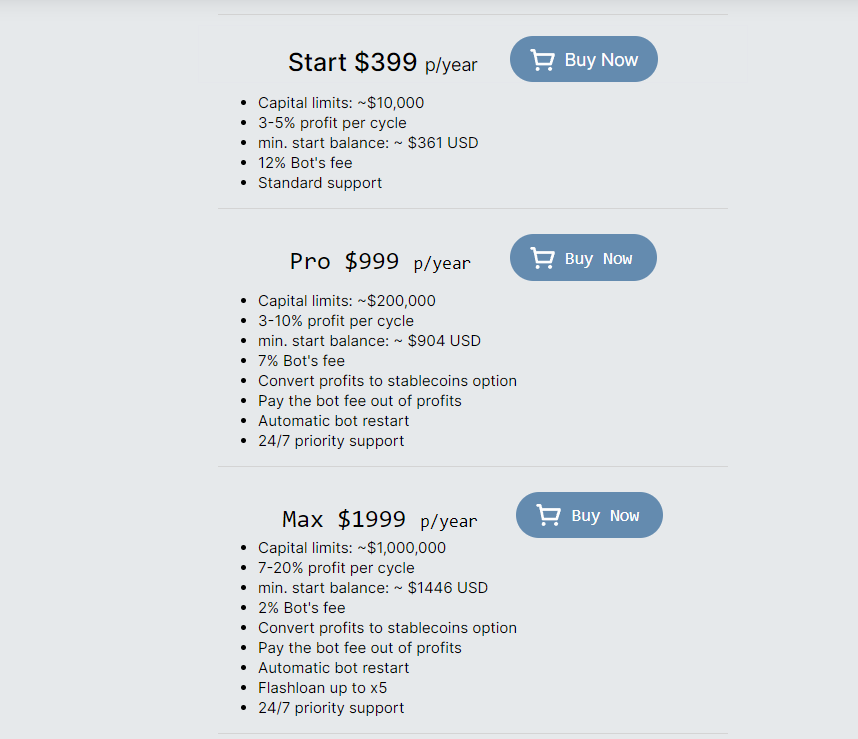 Start $399 p/year
Buy Now
Capital limits: ~$10,000
3-5% profit per cycle
min. start balance: ~ $361 USD
12% Bot's fee
Standard support
Pro $999 p/year
Buy Now
Capital limits: ~$200,000
3-10% profit per cycle
min. start balance: ~ $904 USD
7% Bot's fee
Convert profits to stablecoins option
Pay the bot fee out of profits
Automatic bot restart
24/7 priority support
Max $1999 p/year
Buy Now
Capital limits: ~$1,000,000
7-20% profit per cycle
min. start balance: ~ $1446 USD
2% Bot's fee
Convert profits to stablecoins option
Pay the bot fee out of profits
Automatic bot restart
Flashloan up to x5
24/7 priority support